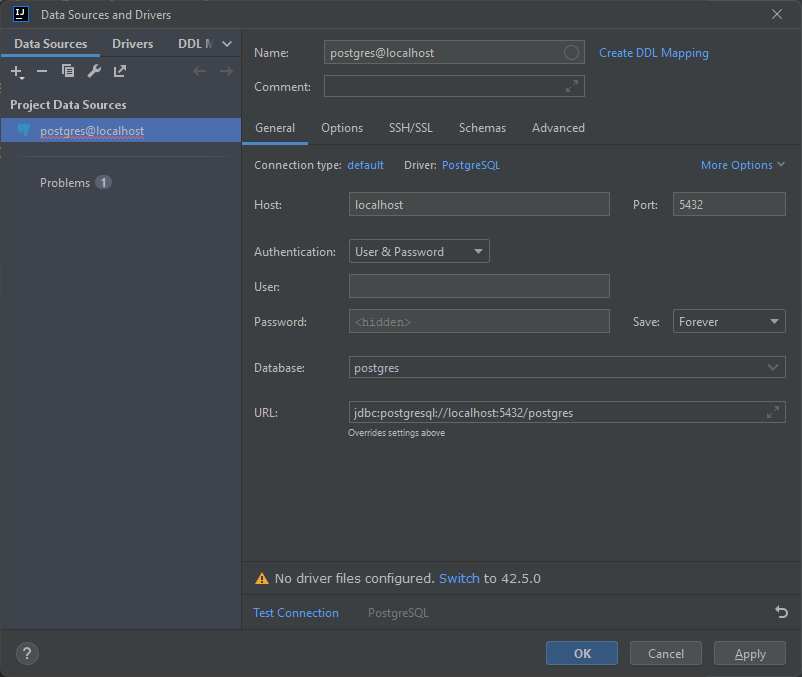 IJ Data Sources and Drivers
Data Sources Drivers DDL M
Project Data Sources
postgres@localhost
Problems 1
Name: postgres@localhost Create DDL Mapping
Comment:
General Options SSH/SSL Schemas Advanced
Connection type: default Driver: PostgreSQL More Options
Host: localhost Port: 5432
Authentication: User & Password
User:
Password: <hidden> Save: Forever
Database: postgres
URL: jdbc:postgresql://localhost:5432/postgres
Overrides settings above
No driver files configured. Switch to 42.5.0
Test Connection PostgreSQL
? OK Cancel Apply